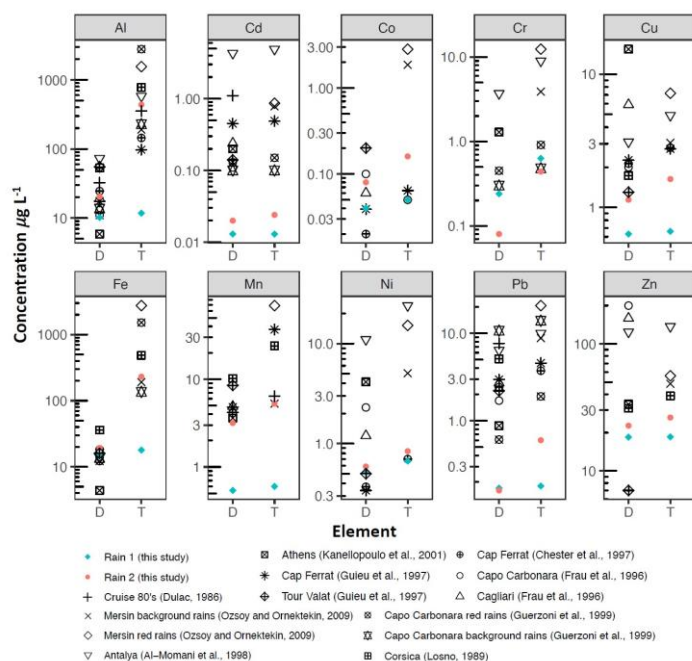 Al Cd Co Cr Cu
1000
100
10
1.00
0.10
0.01
3.00
1.00
0.30
0.10
0.05
0.03
10.0
1.0
0.1
10
1
D T D T D T D T D T
Concentration µg L⁻¹
Fe Mn Ni Pb Zn
1000
100
10
30
10
3
1
10.0
3.0
1.0
0.3
10.0
3.0
1.0
0.2
100
30
10
D T D T D T D T D T
Element
Rain 1 (this study)
Rain 2 (this study)
Cruise 80's (Dulac, 1986)
Mersin background rains (Ozsoy and Ornektekin, 2009)
Mersin red rains (Ozsoy and Ornektekin, 2009)
Antalya (Al-Momani et al., 1998)
Athens (Kanellopoulo et al., 2001)
Cap Ferrat (Guieu et al., 1997)
Tour Valat (Guieu et al., 1997)
Cap Ferrat (Chester et al., 1997)
Capo Carbonara (Frau et al., 1996)
Cagliari (Frau et al., 1996)
Capo Carbonara red rains (Guerzoni et al., 1999)
Capo Carbonara background rains (Guerzoni et al., 1999)
Corsica (Losno, 1989)